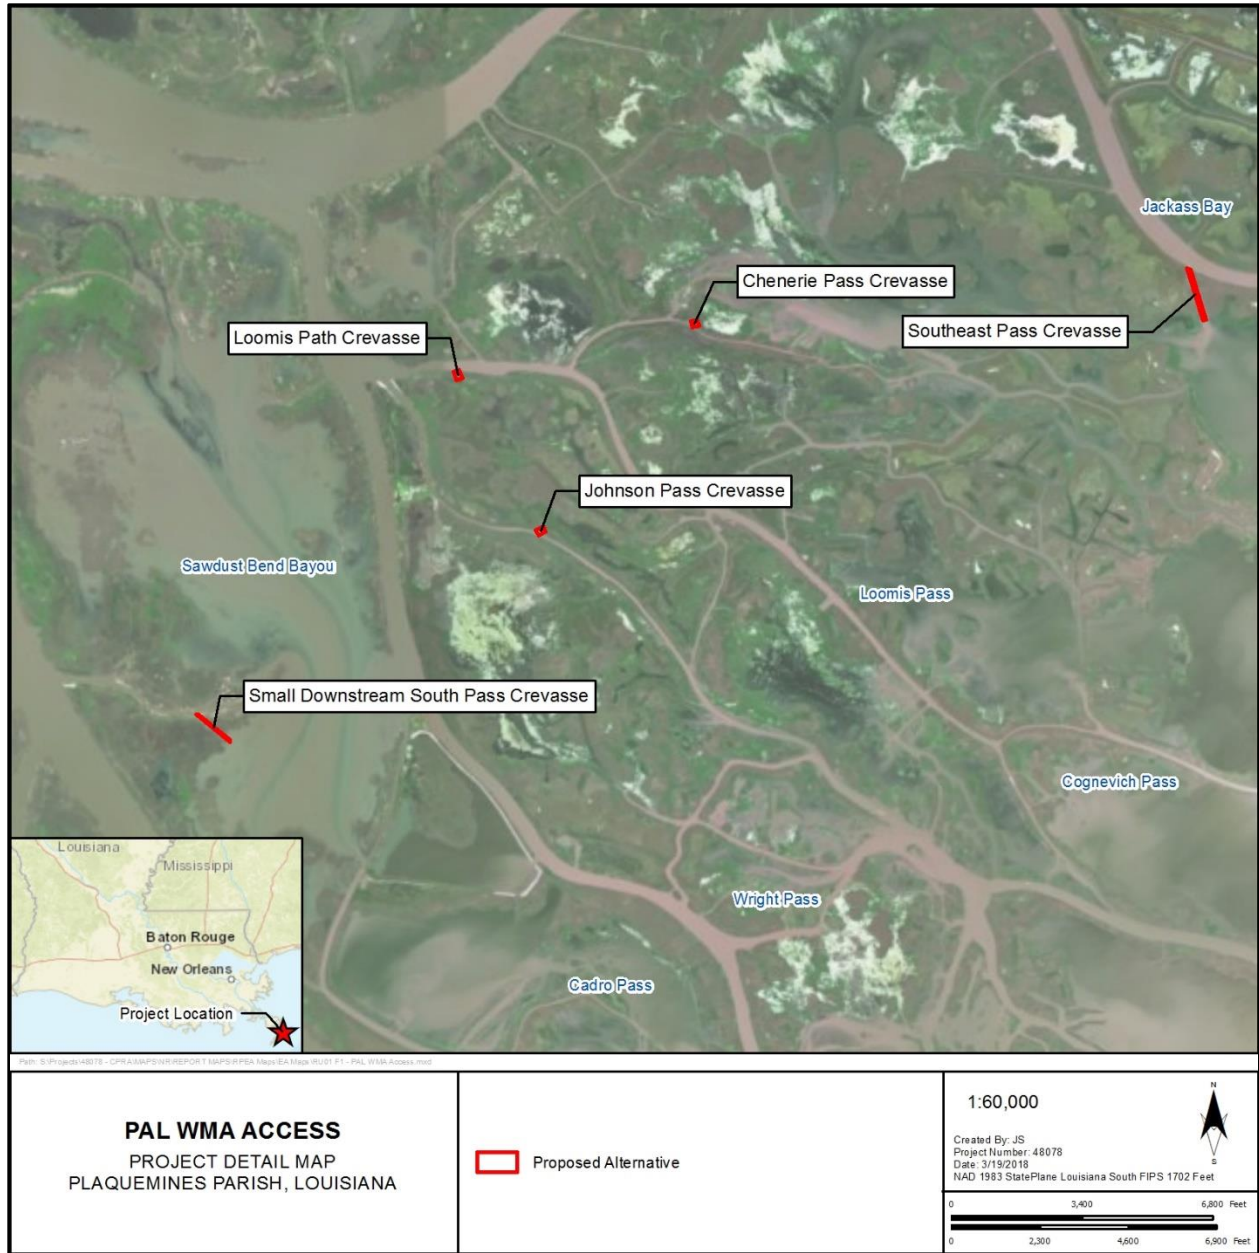 Jackass Bay
Chenerie Pass Crevasse
Southeast Pass Crevasse
Loomis Path Crevasse
Johnson Pass Crevasse
Sawdust Bend Bayou
Loomis Pass
Small Downstream South Pass Crevasse
Cognevich Pass
Wright Pass
Cadro Pass
Louisiana
Mississippi
Baton Rouge
New Orleans
Project Location
PAL WMA ACCESS
PROJECT DETAIL MAP
PLAQUEMINES PARISH, LOUISIANA
Proposed Alternative
1:60,000
N
S
Created By: JS
Project Number: 48078
Date: 3/19/2018
NAD 1983 StatePlane Louisiana South FIPS 1702 Feet
0 3,400 6,800 Feet
0 2,300 4,600 6,900 Feet